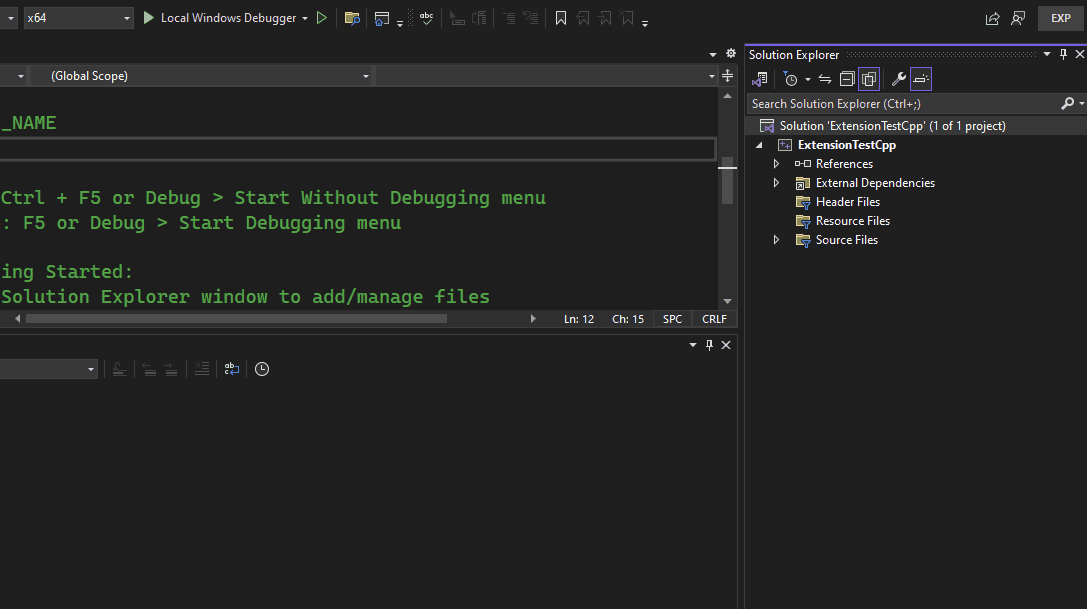 x64
Local Windows Debugger
abc
EXP
Solution Explorer
(Global Scope)
Search Solution Explorer (Ctrl+;)
_NAME
Solution 'ExtensionTestCpp' (1 of 1 project)
ExtensionTestCpp
References
External Dependencies
Header Files
Resource Files
Source Files
Ctrl + F5 or Debug > Start Without Debugging menu
: F5 or Debug > Start Debugging menu
ing Started:
Solution Explorer window to add/manage files
Ln: 12 Ch: 15 SPC CRLF